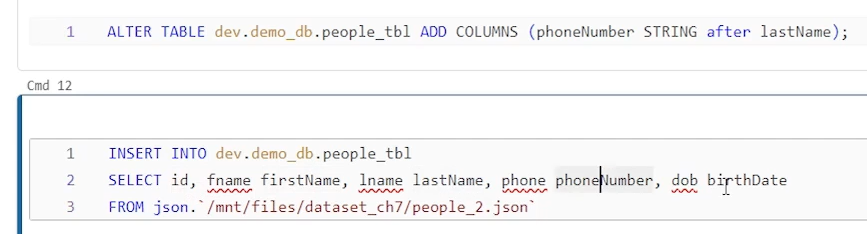 1 ALTER TABLE dev.demo_db.people_tbl ADD COLUMNS (phoneNumber STRING after lastName);
Cmd 12
1 INSERT INTO dev.demo_db.people_tbl
2 SELECT id, fname firstName, lname lastName, phone phoneNumber, dob birthDate
3 FROM json.`/mnt/files/dataset_ch7/people_2.json`